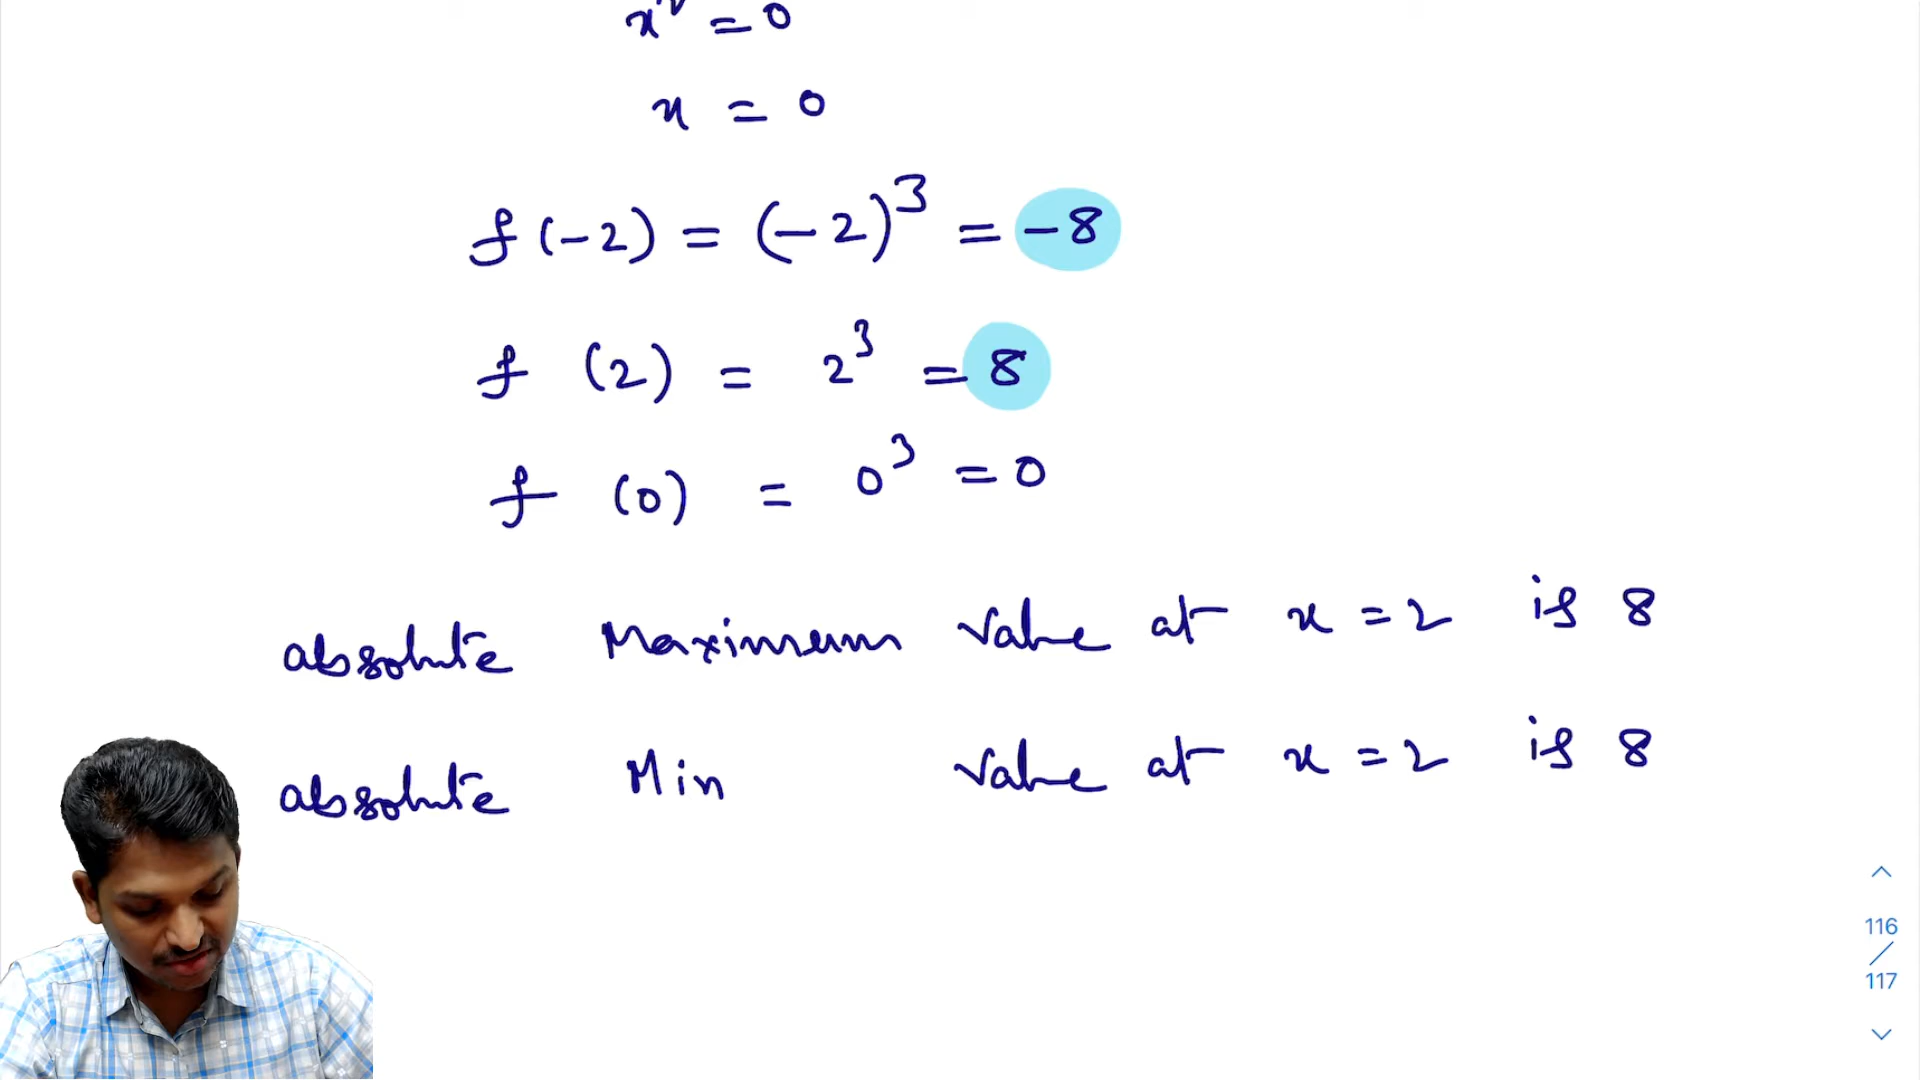 x² = 0
x = 0
f(-2) = (-2)³ = -8
f (2) = 2³ = 8
f (0) = 0³ = 0
absolute Maximum value at x = 2 is 8
absolute Min value at x = 2 is 8
116
/
117